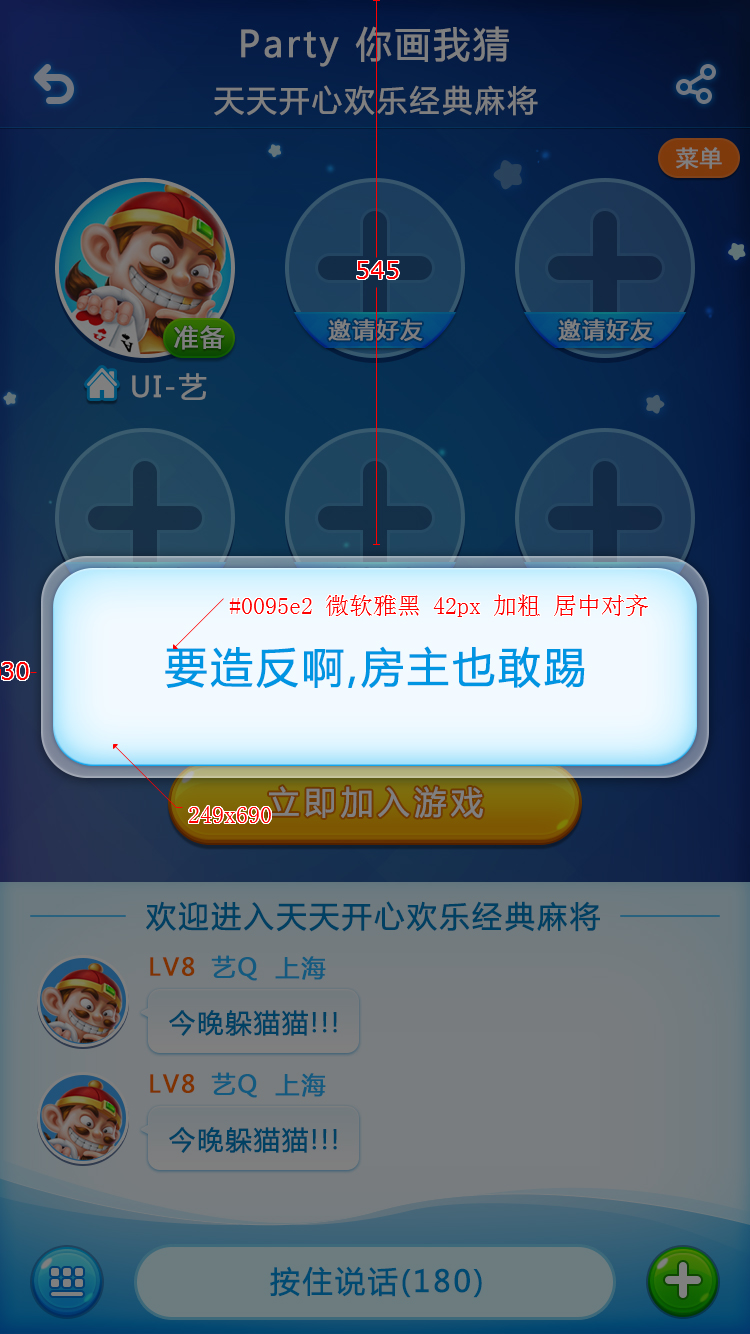 Party 你画我猜
天天开心欢乐经典麻将
菜单
545
邀请好友
邀请好友
准备
UI-艺
#0095e2 微软雅黑 42px 加粗 居中对齐
要造反啊,房主也敢踢
30
249x690
立即加入游戏
欢迎进入天天开心欢乐经典麻将
LV8 艺Q 上海
今晚躲猫猫!!!
LV8 艺Q 上海
今晚躲猫猫!!!
按住说话(180)